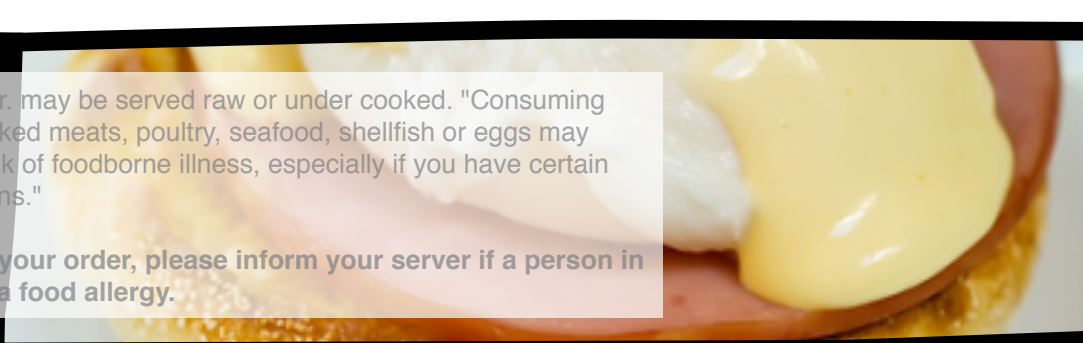 r. may be served raw or under cooked. "Consuming
ked meats, poultry, seafood, shellfish or eggs may
k of foodborne illness, especially if you have certain
ns."
your order, please inform your server if a person in
a food allergy.